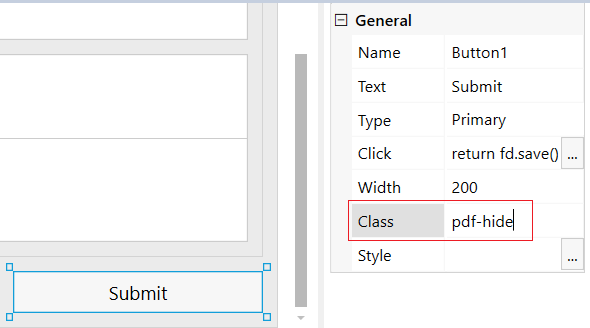 General
Name Button1
Text Submit
Type Primary
Click return fd.save() ...
Width 200
Class pdf-hide
Style ...
Submit